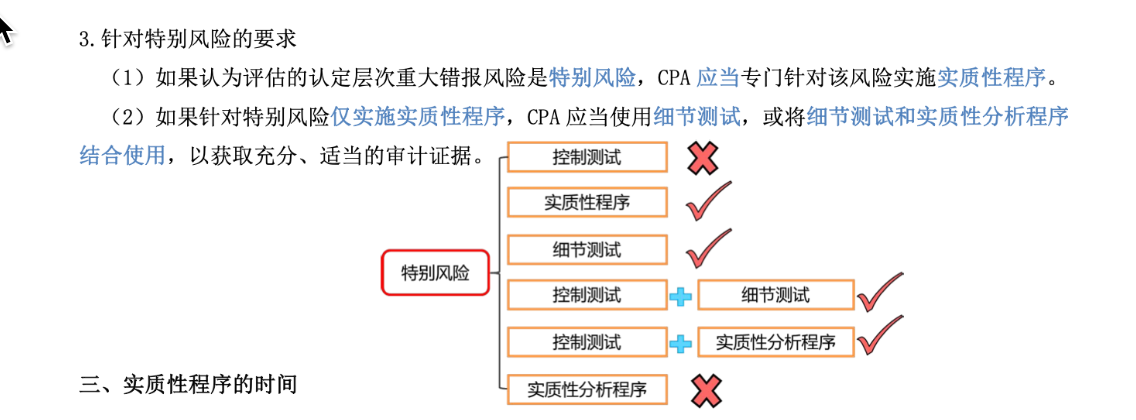 3.针对特别风险的要求
（1）如果认为评估的认定层次重大错报风险是特别风险，CPA 应当专门针对该风险实施实质性程序。
（2）如果针对特别风险仅实施实质性程序，CPA 应当使用细节测试，或将细节测试和实质性分析程序
结合使用，以获取充分、适当的审计证据。
控制测试
实质性程序
细节测试
特别风险
控制测试 细节测试
控制测试 实质性分析程序
实质性分析程序
三、实质性程序的时间